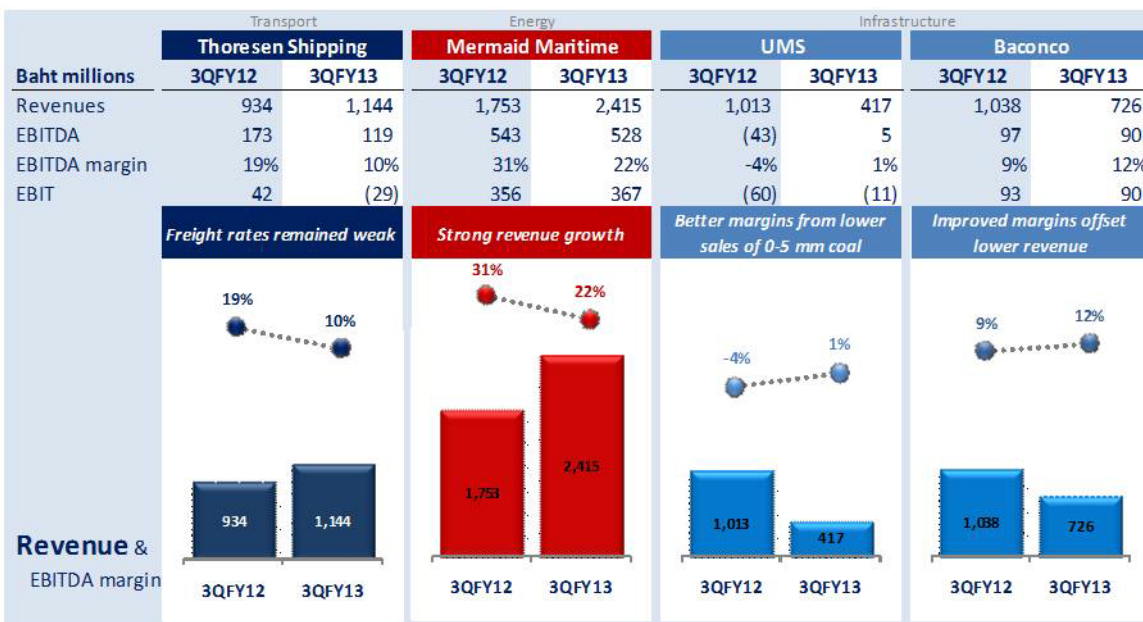 Transport Energy Infrastructure
Thoresen Shipping Mermaid Maritime UMS Baconco
Baht millions 3QFY12 3QFY13 3QFY12 3QFY13 3QFY12 3QFY13 3QFY12 3QFY13
Revenues 934 1,144 1,753 2,415 1,013 417 1,038 726
EBITDA 173 119 543 528 (43) 5 97 90
EBITDA margin 19% 10% 31% 22% -4% 1% 9% 12%
EBIT 42 (29) 356 367 (60) (11) 93 90
Freight rates remained weak
Strong revenue growth
Better margins from lower
sales of 0-5 mm coal
Improved margins offset
lower revenue
19% 10%
31% 22%
-4% 1%
9% 12%
934 1,144
1,753 2,415
1,013 417
1,038 726
Revenue &
EBITDA margin
3QFY12 3QFY13 3QFY12 3QFY13 3QFY12 3QFY13 3QFY12 3QFY13